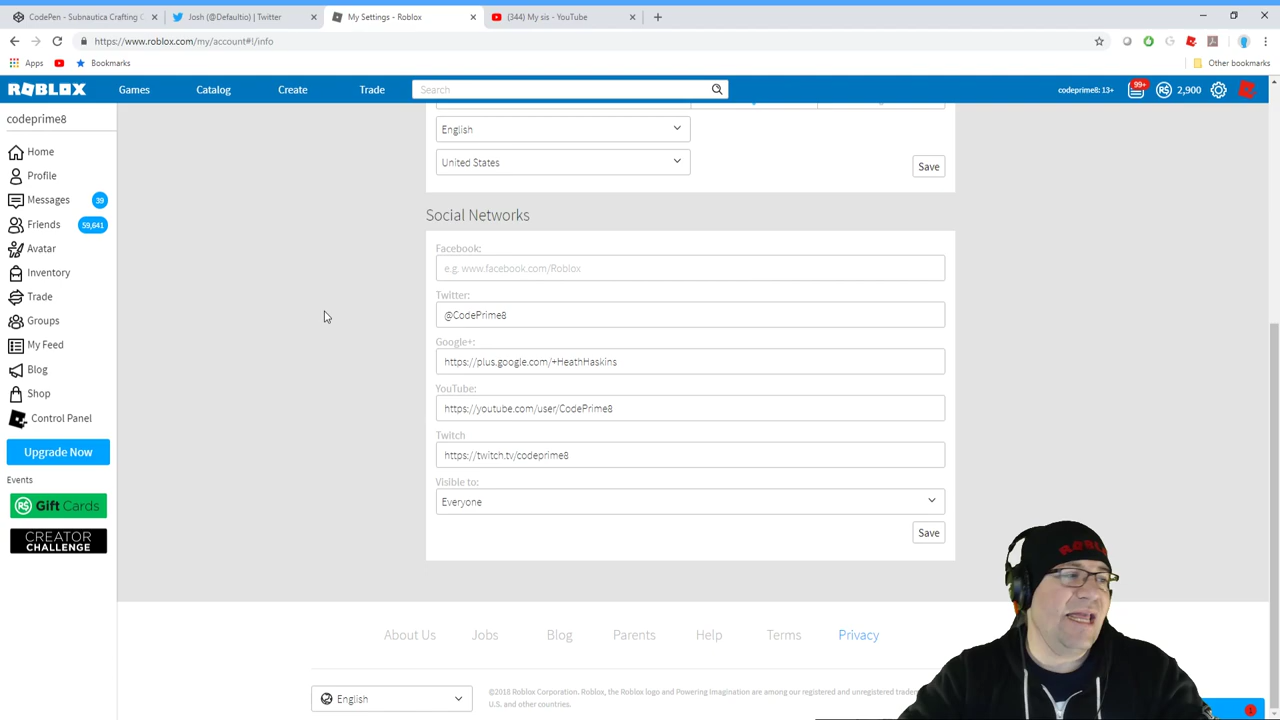 CodePen - Subnautica Crafting C
Josh (@Defaultio) | Twitter
My Settings - Roblox
(344) My sis - YouTube
https://www.roblox.com/my/account#!/info
Apps
Bookmarks
Other bookmarks
ROBLOX
Games
Catalog
Create
Trade
Search
codeprime8: 13+
99+
2,900
codeprime8
Home
Profile
Messages 39
Friends 59,641
Avatar
Inventory
Trade
Groups
My Feed
Blog
Shop
Control Panel
Upgrade Now
Events
Gift Cards
CREATOR
CHALLENGE
English
United States
Save
Social Networks
Facebook:
e.g. www.facebook.com/Roblox
Twitter:
@CodePrime8
Google+:
https://plus.google.com/+HeathHaskins
YouTube:
https://youtube.com/user/CodePrime8
Twitch
https://twitch.tv/codeprime8
Visible to:
Everyone
Save
ROBLOX
About Us
Jobs
Blog
Parents
Help
Terms
Privacy
English
©2018 Roblox Corporation. Roblox, the Roblox logo and Powering Imagination are among our registered and unregistered
U.S. and other countries.
1